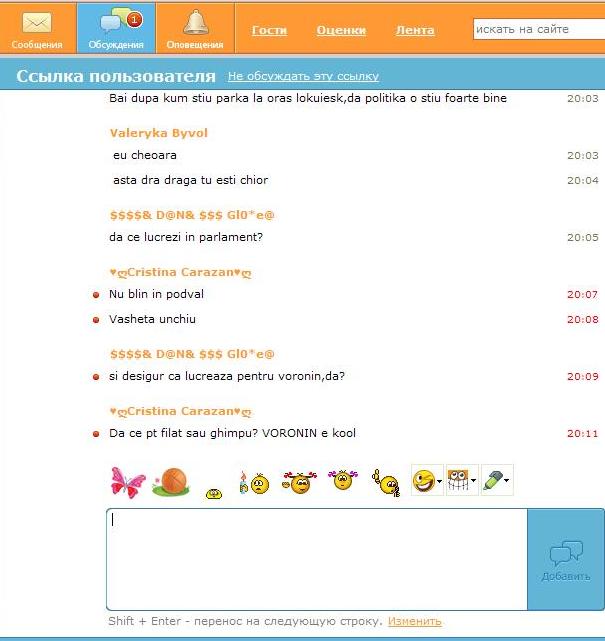 1
Сообщения Обсуждения Оповещения Гости Оценки Лента искать на сайте
Ссылка пользователя Не обсуждать эту ссылку
Bai dupa kum stiu parka la oras lokuiesk,da politika o stiu foarte bine 20:03
Valeryka Byvol
eu cheoara 20:03
asta dra draga tu esti chior 20:04
$$$$& D@N& $$$ Gl0*e@
da ce lucrezi in parlament? 20:05
♥ღCristina Carazan♥ღ
Nu blin in podval 20:07
Vasheta unchiu 20:08
$$$$& D@N& $$$ Gl0*e@
si desigur ca lucreaza pentru voronin,da? 20:09
♥ღCristina Carazan♥ღ
Da ce pt filat sau ghimpu? VORONIN e kool 20:11
Добавить
Shift + Enter - перенос на следующую строку. Изменить